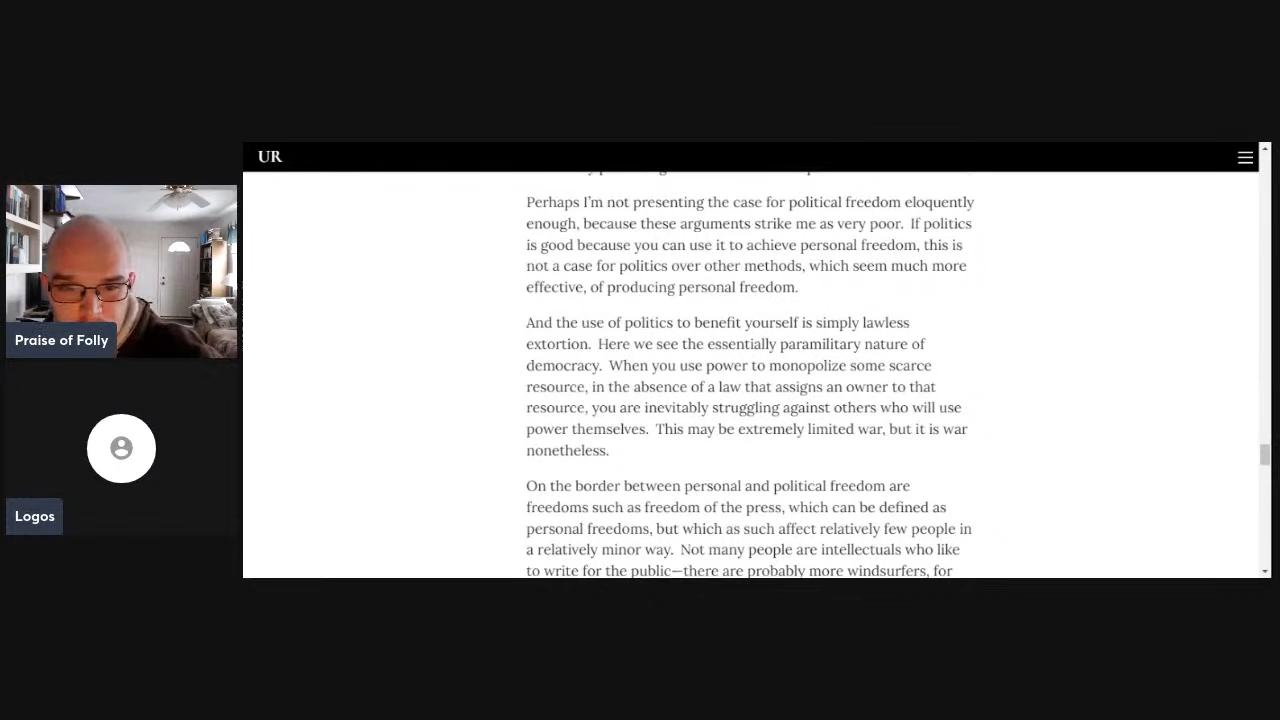 UR
Perhaps I'm not presenting the case for political freedom eloquently
enough, because these arguments strike me as very poor.  If politics
is good because you can use it to achieve personal freedom, this is
not a case for politics over other methods, which seem much more
effective, of producing personal freedom.
And the use of politics to benefit yourself is simply lawless
extortion.  Here we see the essentially paramilitary nature of
democracy.  When you use power to monopolize some scarce
resource, in the absence of a law that assigns an owner to that
resource, you are inevitably struggling against others who will use
power themselves.  This may be extremely limited war, but it is war
nonetheless.
On the border between personal and political freedom are
freedoms such as freedom of the press, which can be defined as
personal freedoms, but which as such affect relatively few people in
a relatively minor way.  Not many people are intellectuals who like
to write for the public—there are probably more windsurfers, for
Praise of Folly
Logos